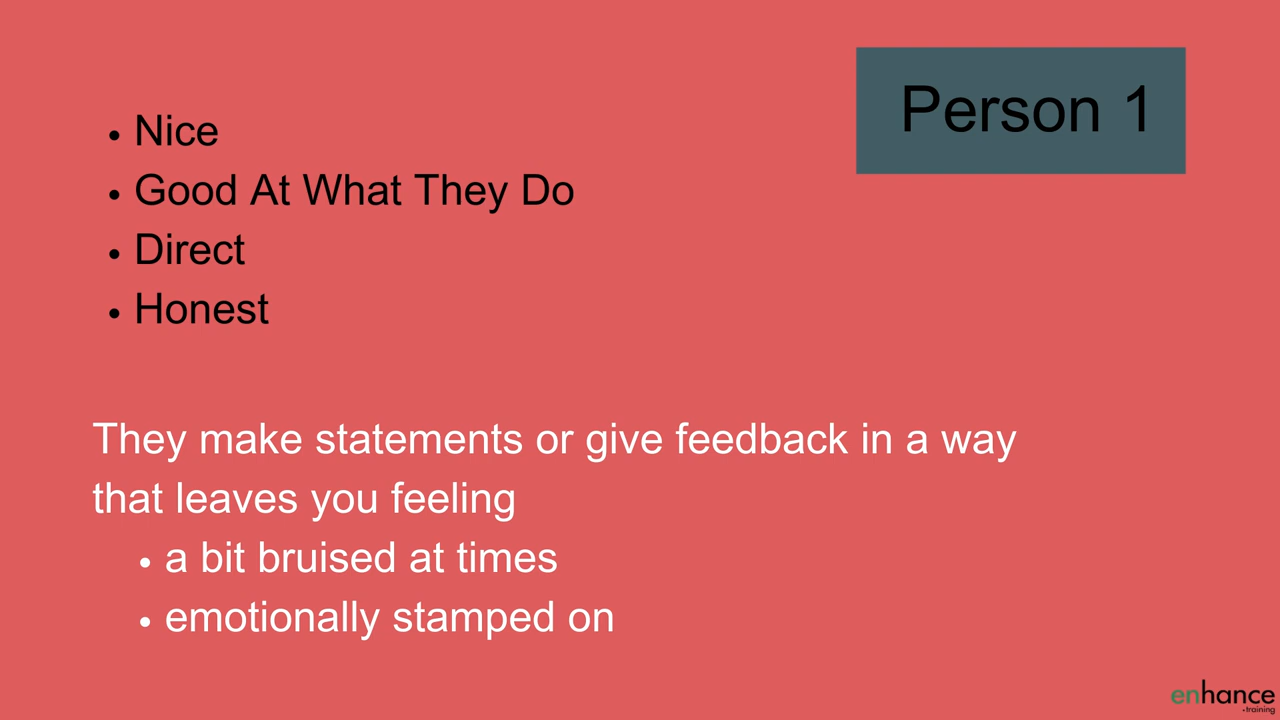 Person 1
• Nice
• Good At What They Do
• Direct
• Honest
They make statements or give feedback in a way
that leaves you feeling
• a bit bruised at times
• emotionally stamped on
enhance
• training